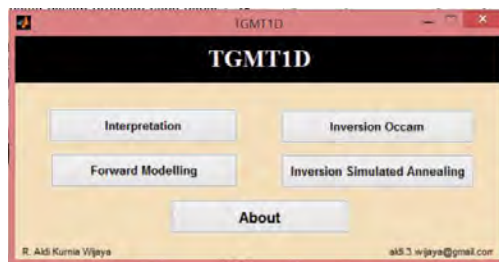 TGMT1D
TGMT1D
Interpretation
Inversion Occam
Forward Modelling
Inversion Simulated Annealing
About
R. Aldi Kurnia Wijaya
aldi.3.wijaya@gmail.com